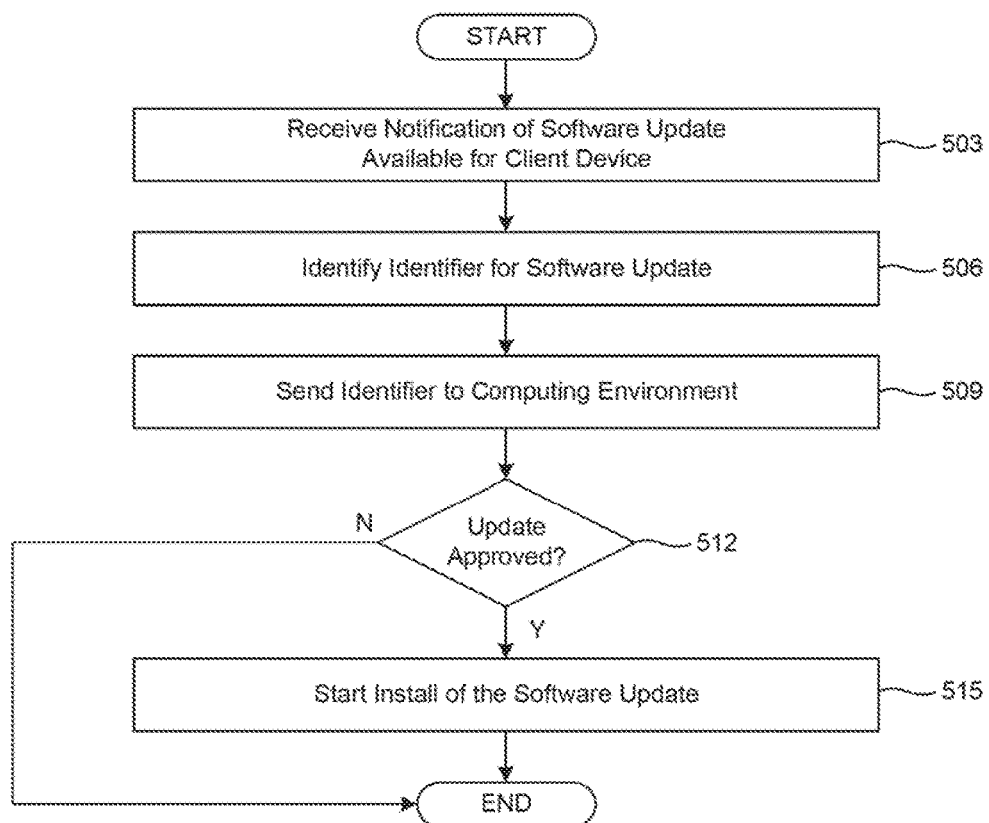 START
Receive Notification of Software Update
Available for Client Device
503
Identify Identifier for Software Update
506
Send Identifier to Computing Environment
509
N
Update
Approved?
512
Y
Start Install of the Software Update
515
END